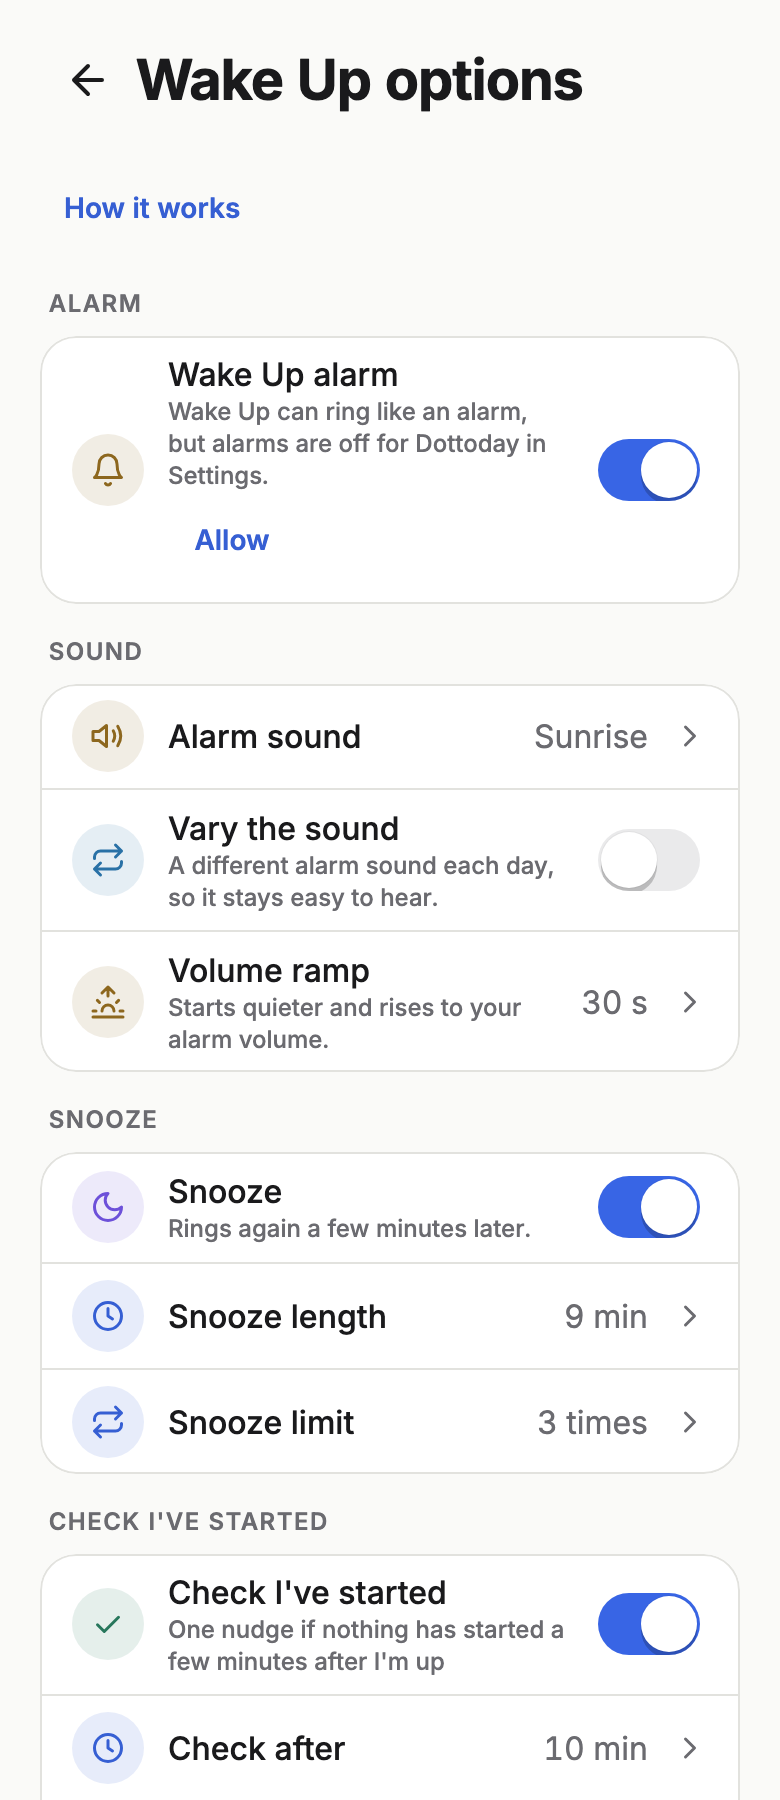 Wake Up options
How it works
ALARM
Wake Up alarm
Wake Up can ring like an alarm,
but alarms are off for Dottoday in
Settings.
Allow
SOUND
Alarm sound
Sunrise
Vary the sound
A different alarm sound each day,
so it stays easy to hear.
Volume ramp
Starts quieter and rises to your
alarm volume.
30 s
SNOOZE
Snooze
Rings again a few minutes later.
Snooze length
9 min
Snooze limit
3 times
CHECK I'VE STARTED
Check I've started
One nudge if nothing has started a
few minutes after I'm up
Check after
10 min